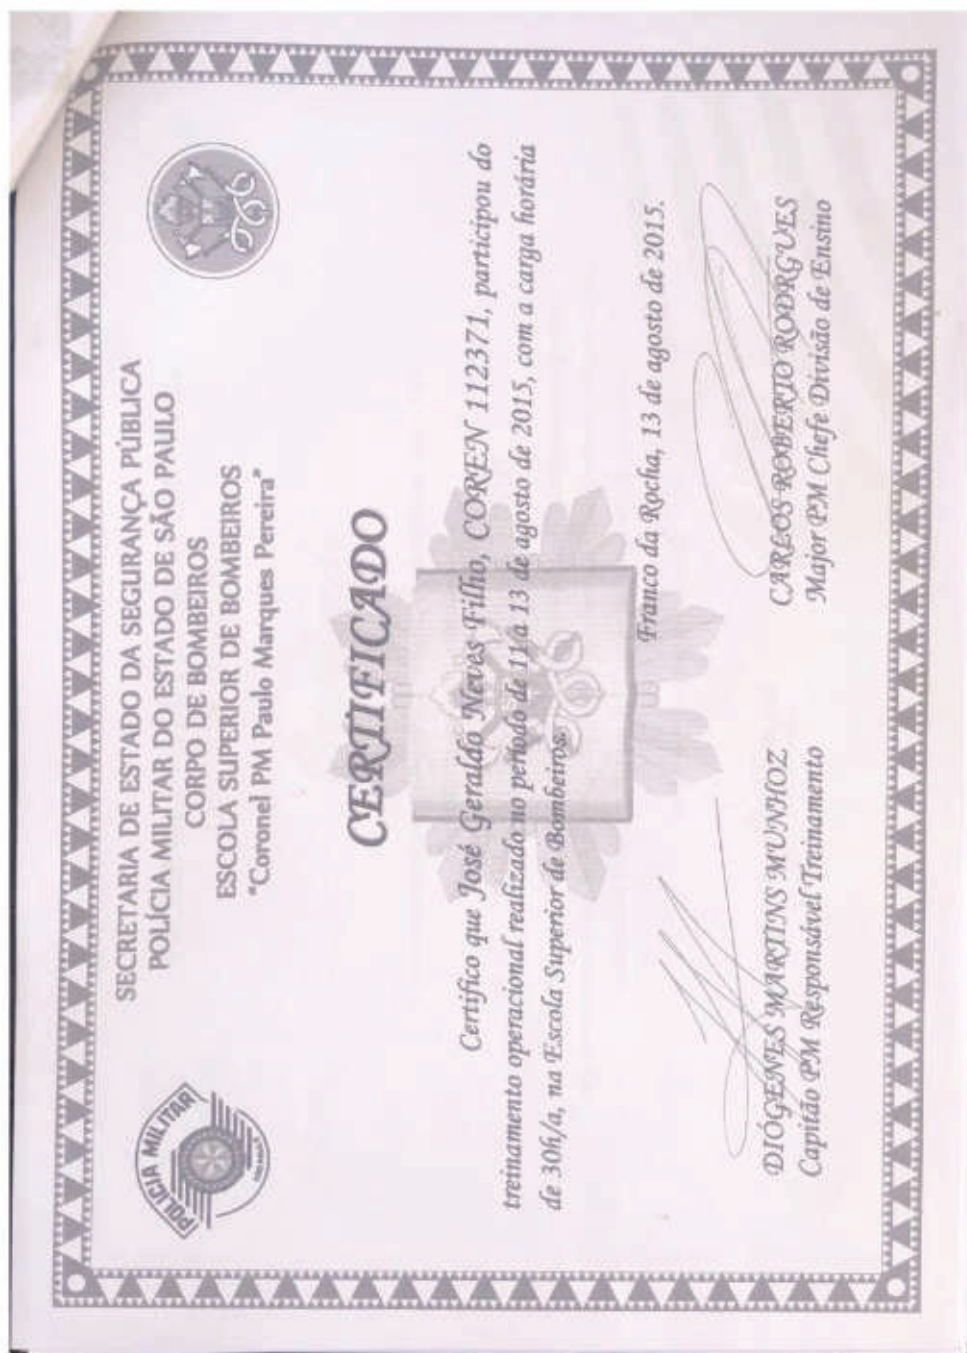 POLÍCIA MILITAR
SÃO PAULO
SECRETARIA DE ESTADO DA SEGURANÇA PÚBLICA
POLÍCIA MILITAR DO ESTADO DE SÃO PAULO
CORPO DE BOMBEIROS
ESCOLA SUPERIOR DE BOMBEIROS
"Coronel PM Paulo Marques Pereira"
CERTIFICADO
Certifico que José Geraldo Neves Filho, COREN 112371, participou do
treinamento operacional realizado no período de 11 a 13 de agosto de 2015, com a carga horária
de 30h/a, na Escola Superior de Bombeiros.
Franco da Rocha, 13 de agosto de 2015.
DIÓGENES MARTINS MUNHOZ
Capitão PM Responsável Treinamento
CARLOS ROBERTO RODRGUES
Major PM Chefe Divisão de Ensino